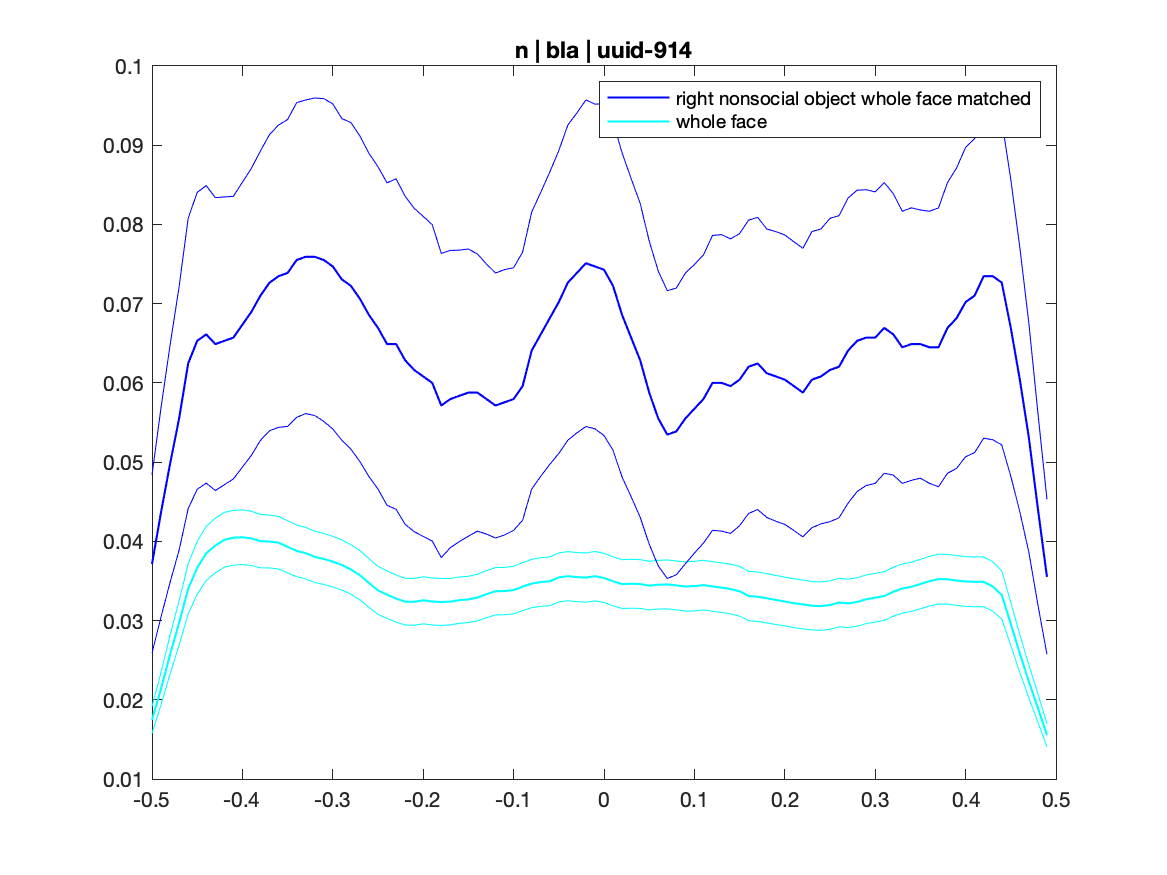 n | bla | uuid-914
right nonsocial object whole face matched
whole face
0.1
0.09
0.08
0.07
0.06
0.05
0.04
0.03
0.02
0.01
-0.5 -0.4 -0.3 -0.2 -0.1 0 0.1 0.2 0.3 0.4 0.5